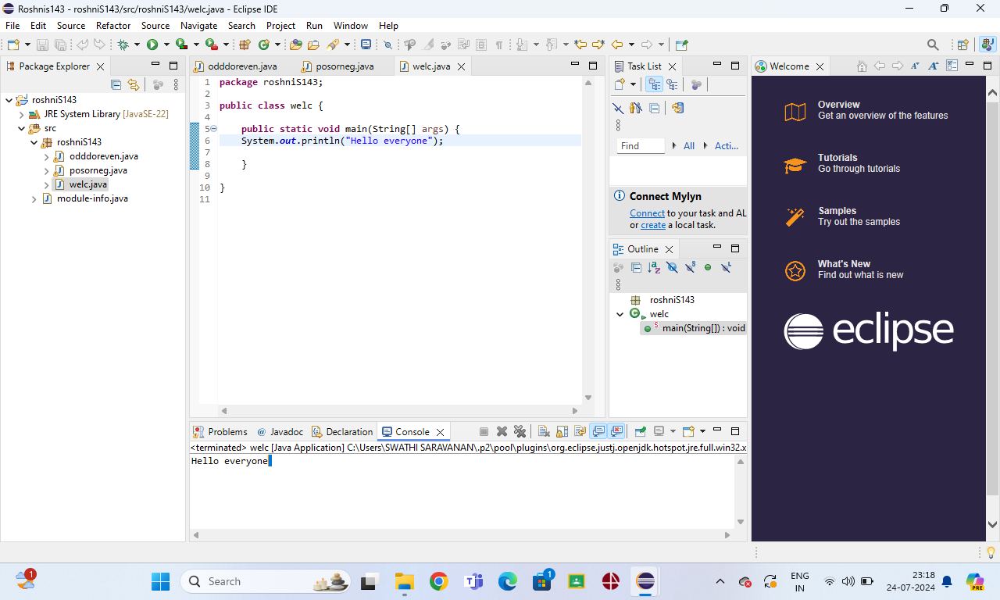 Roshnis143 - roshniS143/src/roshniS143/welc.java - Eclipse IDE
File Edit Source Refactor Source Navigate Search Project Run Window Help
Package Explorer
roshniS143
JRE System Library [JavaSE-22]
src
roshniS143
odddoreven.java
posorneg.java
welc.java
module-info.java
odddoreven.java posorneg.java welc.java
1 package roshniS143;
2
3 public class welc {
4
5 public static void main(String[] args) {
6 System.out.println("Hello everyone");
7
8 }
9
10 }
11
Task List
Find All Acti...
Connect Mylyn
Connect to your task and AL
or create a local task.
Outline
roshniS143
welc
main(String[]) : void
Welcome
Overview
Get an overview of the features
Tutorials
Go through tutorials
Samples
Try out the samples
What's New
Find out what is new
eclipse
Problems Javadoc Declaration Console
<terminated> welc [Java Application] C:\Users\SWATHI SARAVANAN\.p2\pool\plugins\org.eclipse.justj.openjdk.hotspot.jre.full.win32.x
Hello everyone
1
Search
1
ENG
IN
23:18
24-07-2024
PRE